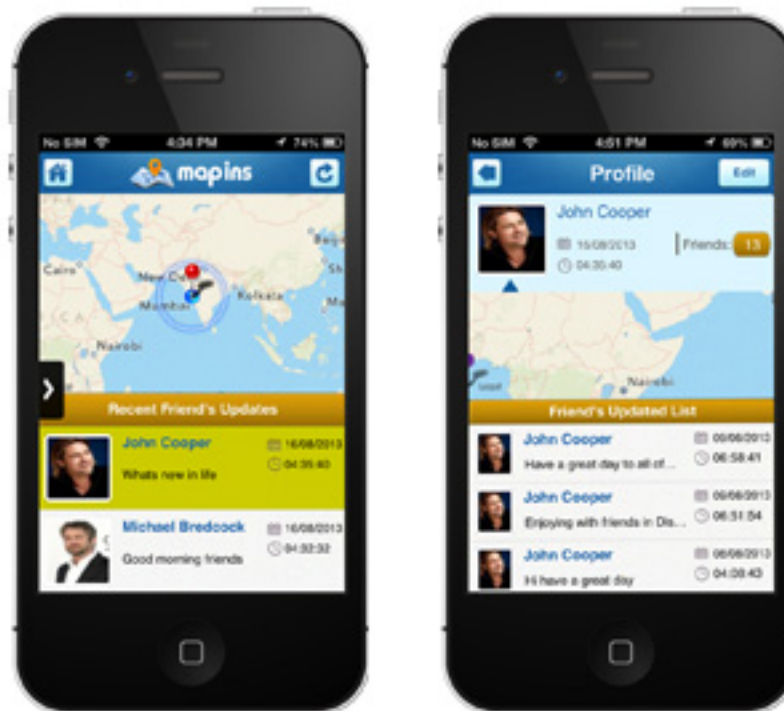 No SIM 4:34 PM 74%
mapins
Cairo
New De
Mumbai
Kolkata
Nairobi
Recent Friend's Updates
John Cooper 16/08/2013
Whats new in life 04:35:40
Michael Bredcock 16/08/2013
Good morning friends 04:32:32
No SIM 4:51 PM 69%
Profile Edit
John Cooper
16/08/2013 Friends: 13
04:35:40
Nairobi
Friend's Updated List
John Cooper
Have a great day to all of... 06:58:41
John Cooper
Enjoying with friends in Dis... 06:51:54
John Cooper
Hi have a great day